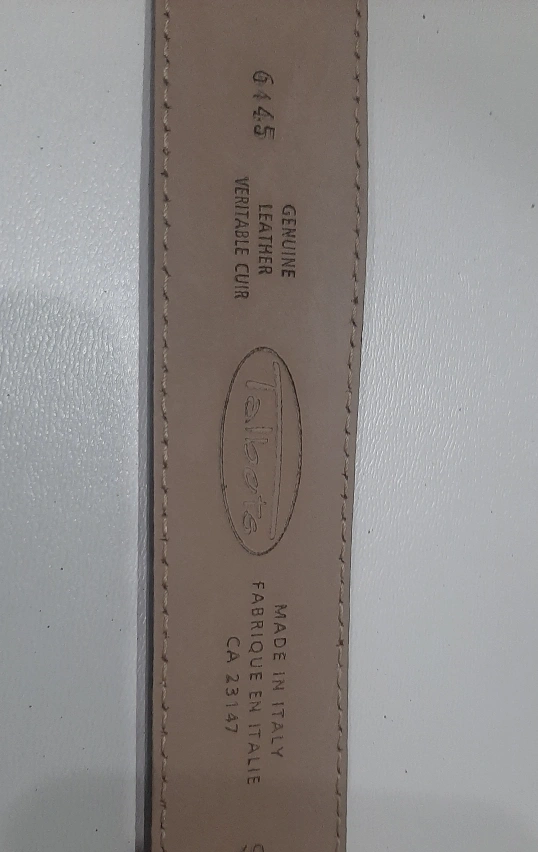 6145
GENUINE
LEATHER
VERITABLE CUIR
Talbots
MADE IN ITALY
FABRIQUE EN ITALIE
CA 23147